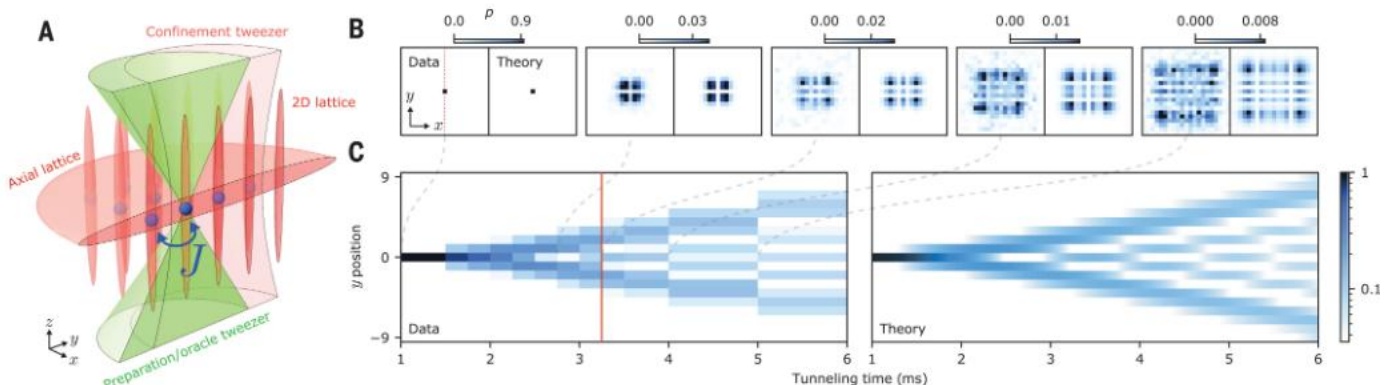 A
Confinement tweezer
2D lattice
Axial lattice
J
Preparation/oracle tweezer
z
y
x
B
p
0.0 0.9
0.00 0.03
0.00 0.02
0.00 0.01
0.000 0.008
Data Theory
y
x
C
y position
9
0
−9
Data
1 2 3 4 5 6
Theory
1 2 3 4 5 6
Tunneling time (ms)
1
0.1